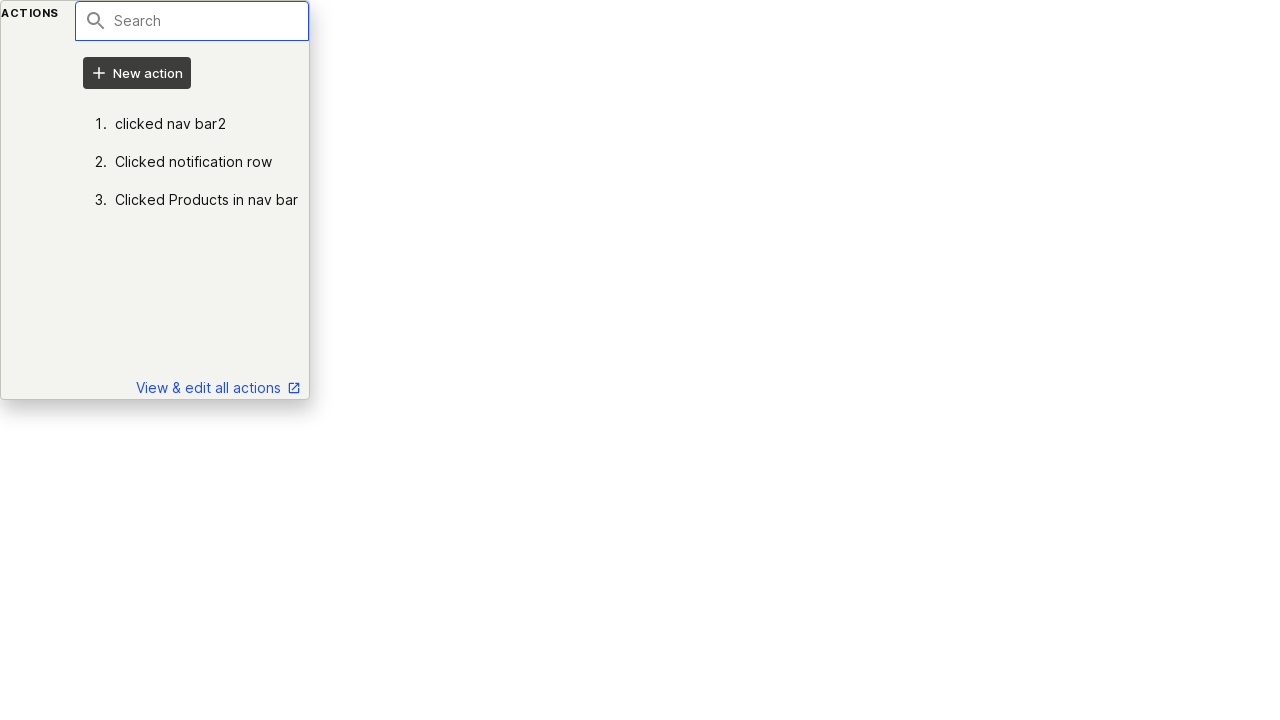 ACTIONS
Search
New action
1. clicked nav bar2
2. Clicked notification row
3. Clicked Products in nav bar
View & edit all actions